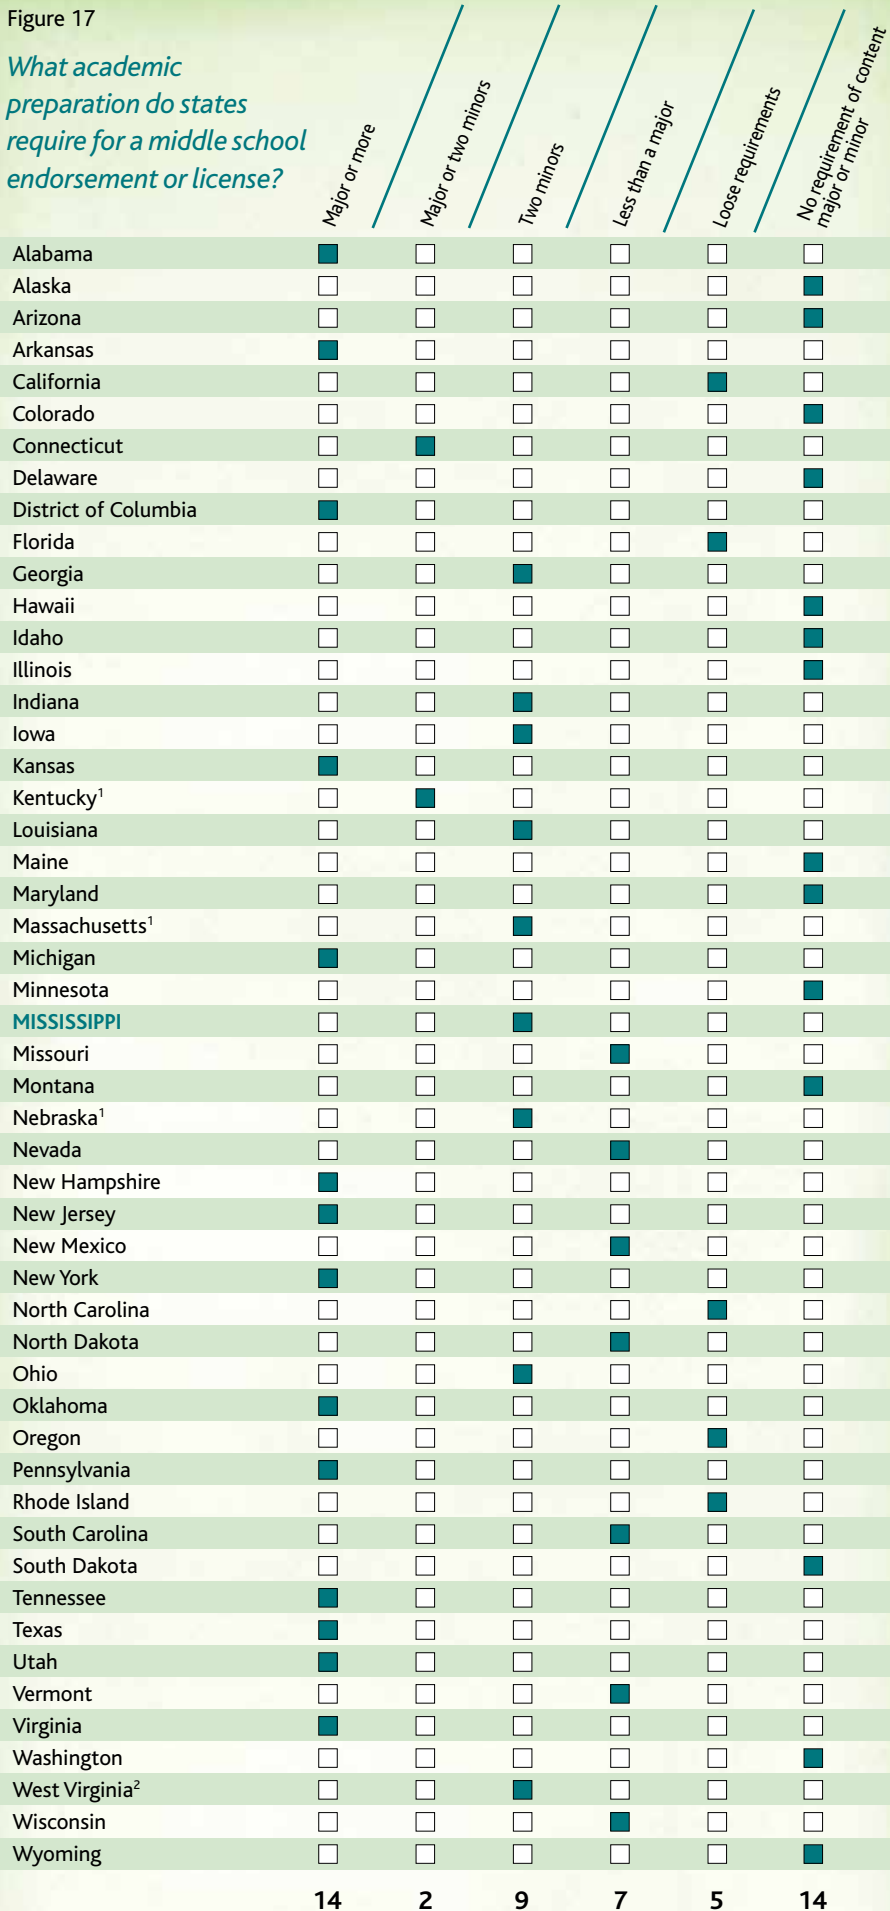 Figure 17
What academic
preparation do states
require for a middle school
endorsement or license?
Major or more
Major or two minors
Two minors
Less than a major
Loose requirements
No requirement of content
major or minor
Alabama
Alaska
Arizona
Arkansas
California
Colorado
Connecticut
Delaware
District of Columbia
Florida
Georgia
Hawaii
Idaho
Illinois
Indiana
Iowa
Kansas
Kentucky¹
Louisiana
Maine
Maryland
Massachusetts¹
Michigan
Minnesota
MISSISSIPPI
Missouri
Montana
Nebraska¹
Nevada
New Hampshire
New Jersey
New Mexico
New York
North Carolina
North Dakota
Ohio
Oklahoma
Oregon
Pennsylvania
Rhode Island
South Carolina
South Dakota
Tennessee
Texas
Utah
Vermont
Virginia
Washington
West Virginia²
Wisconsin
Wyoming
14 2 9 7 5 14